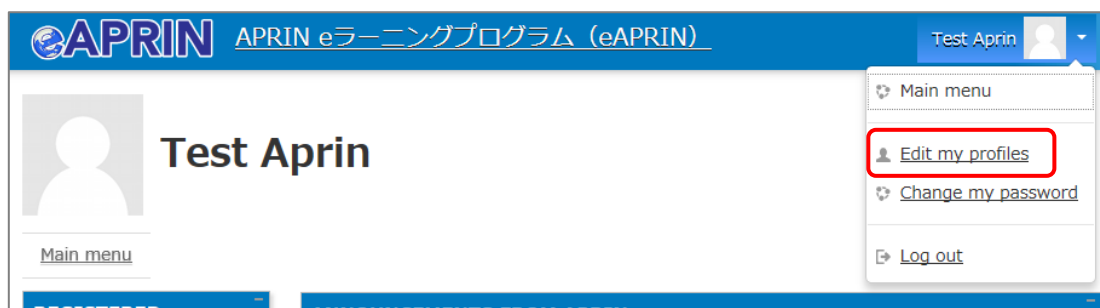 eAPRIN APRIN eラーニングプログラム（eAPRIN）
Test Aprin
Main menu
Edit my profiles
Change my password
Log out
Test Aprin
Main menu